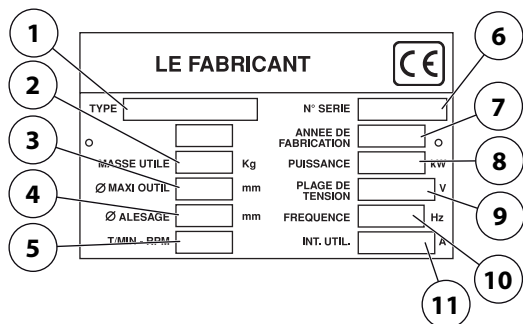 1
2
3
4
5
6
7
8
9
10
11
LE FABRICANT
CE
TYPE
N° SERIE
ANNEE DE
FABRICATION
MASSE UTILE Kg
PUISSANCE kW
Ø MAXI OUTIL mm
PLAGE DE
TENSION V
Ø ALESAGE mm
FREQUENCE Hz
T/MIN - RPM
INT. UTIL. A